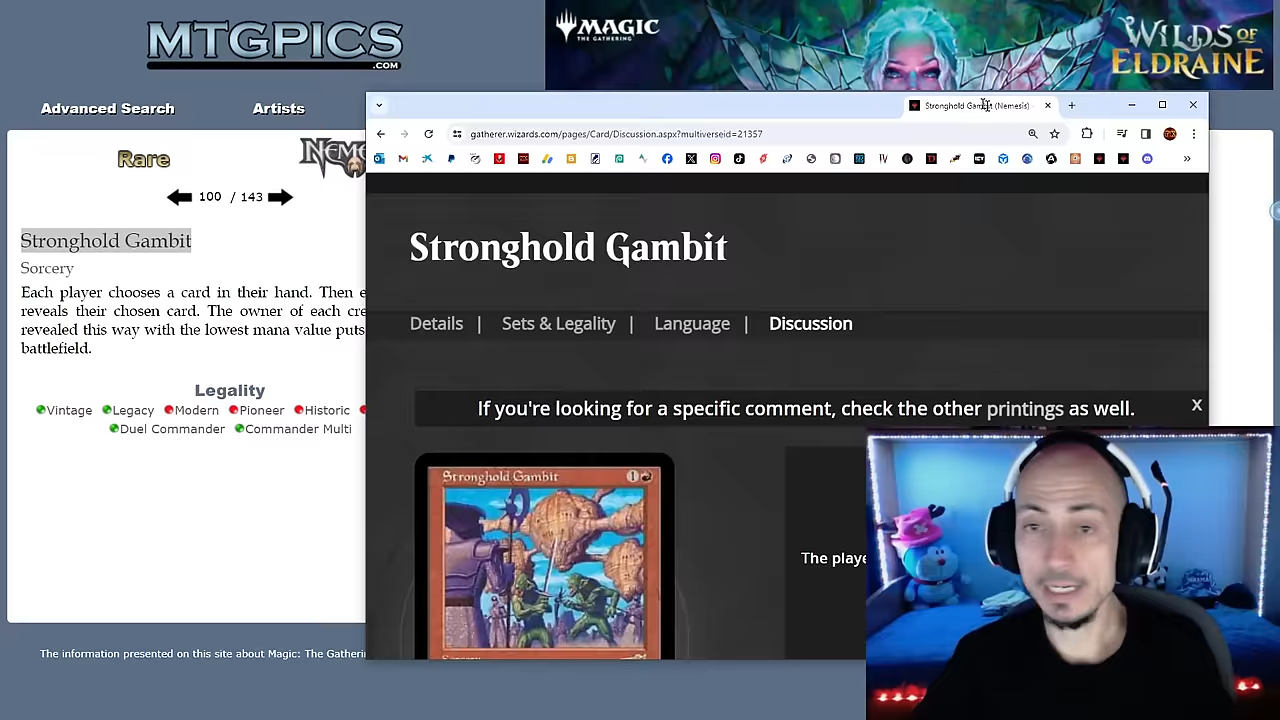 MTGPICS
.COM
MAGIC
THE GATHERING
WILDS OF
ELDRAINE
Advanced Search
Artists
Rare
NEM
100 / 143
Stronghold Gambit
Sorcery
Each player chooses a card in their hand. Then e
reveals their chosen card. The owner of each cre
revealed this way with the lowest mana value puts
battlefield.
Legality
Vintage Legacy Modern Pioneer Historic
Duel Commander Commander Multi
The information presented on this site about Magic: The Gatheri
Stronghold Gambit (Nemesis)
gatherer.wizards.com/pages/Card/Discussion.aspx?multiverseid=21357
Stronghold Gambit
Details | Sets & Legality | Language | Discussion
If you're looking for a specific comment, check the other printings as well.
X
Stronghold Gambit 1
The playe